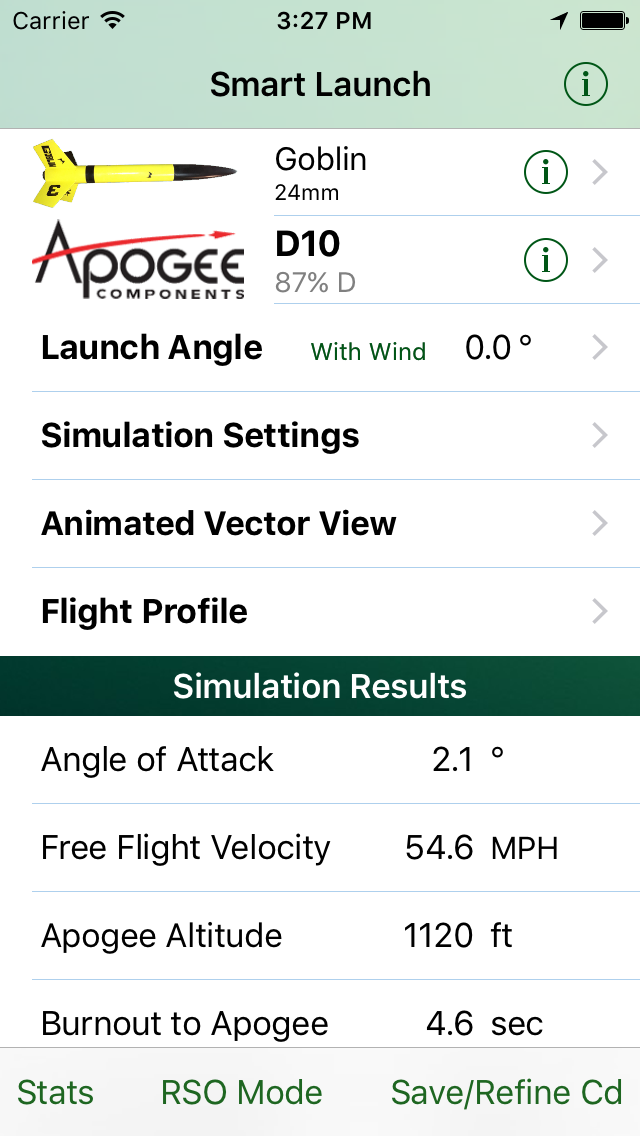 Carrier 3:27 PM
Smart Launch i
Goblin i
24mm
APOGEE
COMPONENTS
D10 i
87% D
Launch Angle With Wind 0.0 °
Simulation Settings
Animated Vector View
Flight Profile
Simulation Results
Angle of Attack 2.1 °
Free Flight Velocity 54.6 MPH
Apogee Altitude 1120 ft
Burnout to Apogee 4.6 sec
Stats RSO Mode Save/Refine Cd